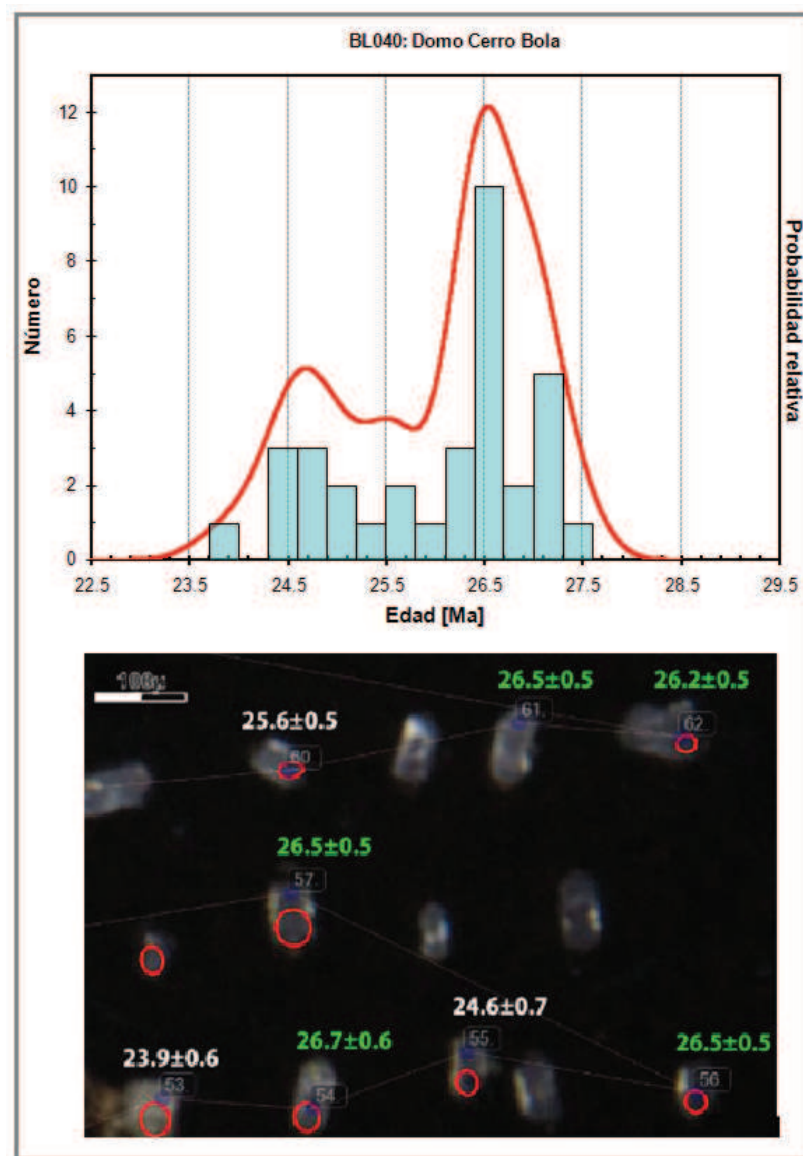 BL040: Domo Cerro Bola
12
10
8
6
4
2
0
Número
Probabilidad relativa
22.5 23.5 24.5 25.5 26.5 27.5 28.5 29.5
Edad [Ma]
100µ
26.5±0.5 26.2±0.5
25.6±0.5
61. 62.
60
26.5±0.5
57.
24.6±0.7
26.7±0.6 26.5±0.5
23.9±0.6
55.
53. 54. 56